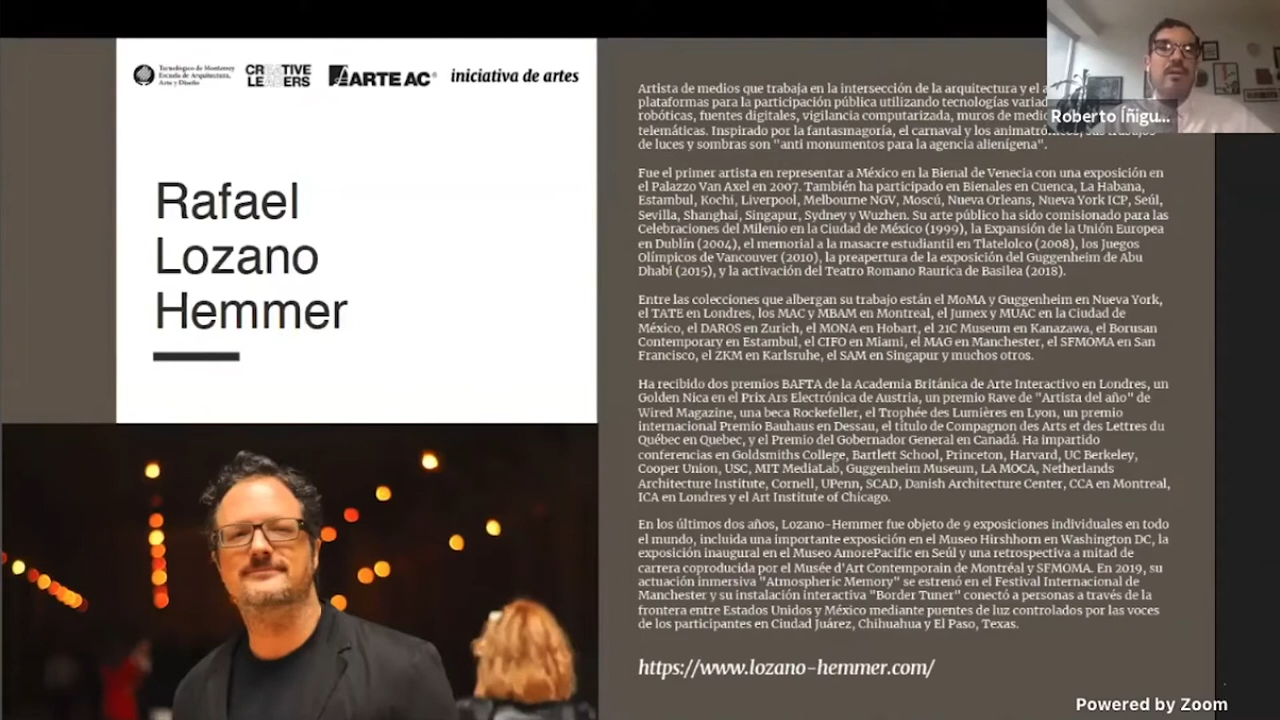 Tecnológico de Monterrey
Escuela de Arquitectura,
Arte y Diseño
CREATIVE
LEADERS
ARTE AC®
iniciativa de artes
Rafael
Lozano
Hemmer
Artista de medios que trabaja en la intersección de la arquitectura y el
plataformas para la participación pública utilizando tecnologías
robóticas, fuentes digitales, vigilancia computarizada, muros de
telemáticas. Inspirado por la fantasmagoría, el carnaval y los
de luces y sombras son "anti monumentos para la agencia alienígena".
Fue el primer artista en representar a México en la Bienal de Venecia con una exposición en
el Palazzo Van Axel en 2007. También ha participado en Bienales en Cuenca, La Habana,
Estambul, Kochi, Liverpool, Melbourne NGV, Moscú, Nueva Orleans, Nueva York ICP, Seúl,
Sevilla, Shanghai, Singapur, Sydney y Wuzhen. Su arte público ha sido comisionado para las
Celebraciones del Milenio en la Ciudad de México (1999), la Expansión de la Unión Europea
en Dublín (2004), el memorial a la masacre estudiantil en Tlatelolco (2008), los Juegos
Olímpicos de Vancouver (2010), la preapertura de la exposición del Guggenheim de Abu
Dhabi (2015), y la activación del Teatro Romano Raurica de Basilea (2018).
Entre las colecciones que albergan su trabajo están el MoMA y Guggenheim en Nueva York,
el TATE en Londres, los MAC y MBAM en Montreal, el Jumex y MUAC en la Ciudad de
México, el DAROS en Zurich, el MONA en Hobart, el 21C Museum en Kanazawa, el Borusan
Contemporary en Estambul, el CIFO en Miami, el MAG en Manchester, el SFMOMA en San
Francisco, el ZKM en Karlsruhe, el SAM en Singapur y muchos otros.
Ha recibido dos premios BAFTA de la Academia Británica de Arte Interactivo en Londres, un
Golden Nica en el Prix Ars Electrónica de Austria, un premio Rave de "Artista del año" de
Wired Magazine, una beca Rockefeller, el Trophée des Lumières en Lyon, un premio
internacional Premio Bauhaus en Dessau, el título de Compagnon des Arts et des Lettres du
Québec en Quebec, y el Premio del Gobernador General en Canadá. Ha impartido
conferencias en Goldsmiths College, Bartlett School, Princeton, Harvard, UC Berkeley,
Cooper Union, USC, MIT MediaLab, Guggenheim Museum, LA MOCA, Netherlands
Architecture Institute, Cornell, UPenn, SCAD, Danish Architecture Center, CCA en Montreal,
ICA en Londres y el Art Institute of Chicago.
En los últimos dos años, Lozano-Hemmer fue objeto de 9 exposiciones individuales en todo
el mundo, incluida una importante exposición en el Museo Hirshhorn en Washington DC, la
exposición inaugural en el Museo AmorePacific en Seúl y una retrospectiva a mitad de
carrera coproducida por el Musée d'Art Contemporain de Montréal y SFMOMA. En 2019, su
actuación inmersiva "Atmospheric Memory" se estrenó en el Festival Internacional de
Manchester y su instalación interactiva "Border Tuner" conectó a personas a través de la
frontera entre Estados Unidos y México mediante puentes de luz controlados por las voces
de los participantes en Ciudad Juárez, Chihuahua y El Paso, Texas.
https://www.lozano-hemmer.com/
Roberto Íñigu...
Powered by Zoom